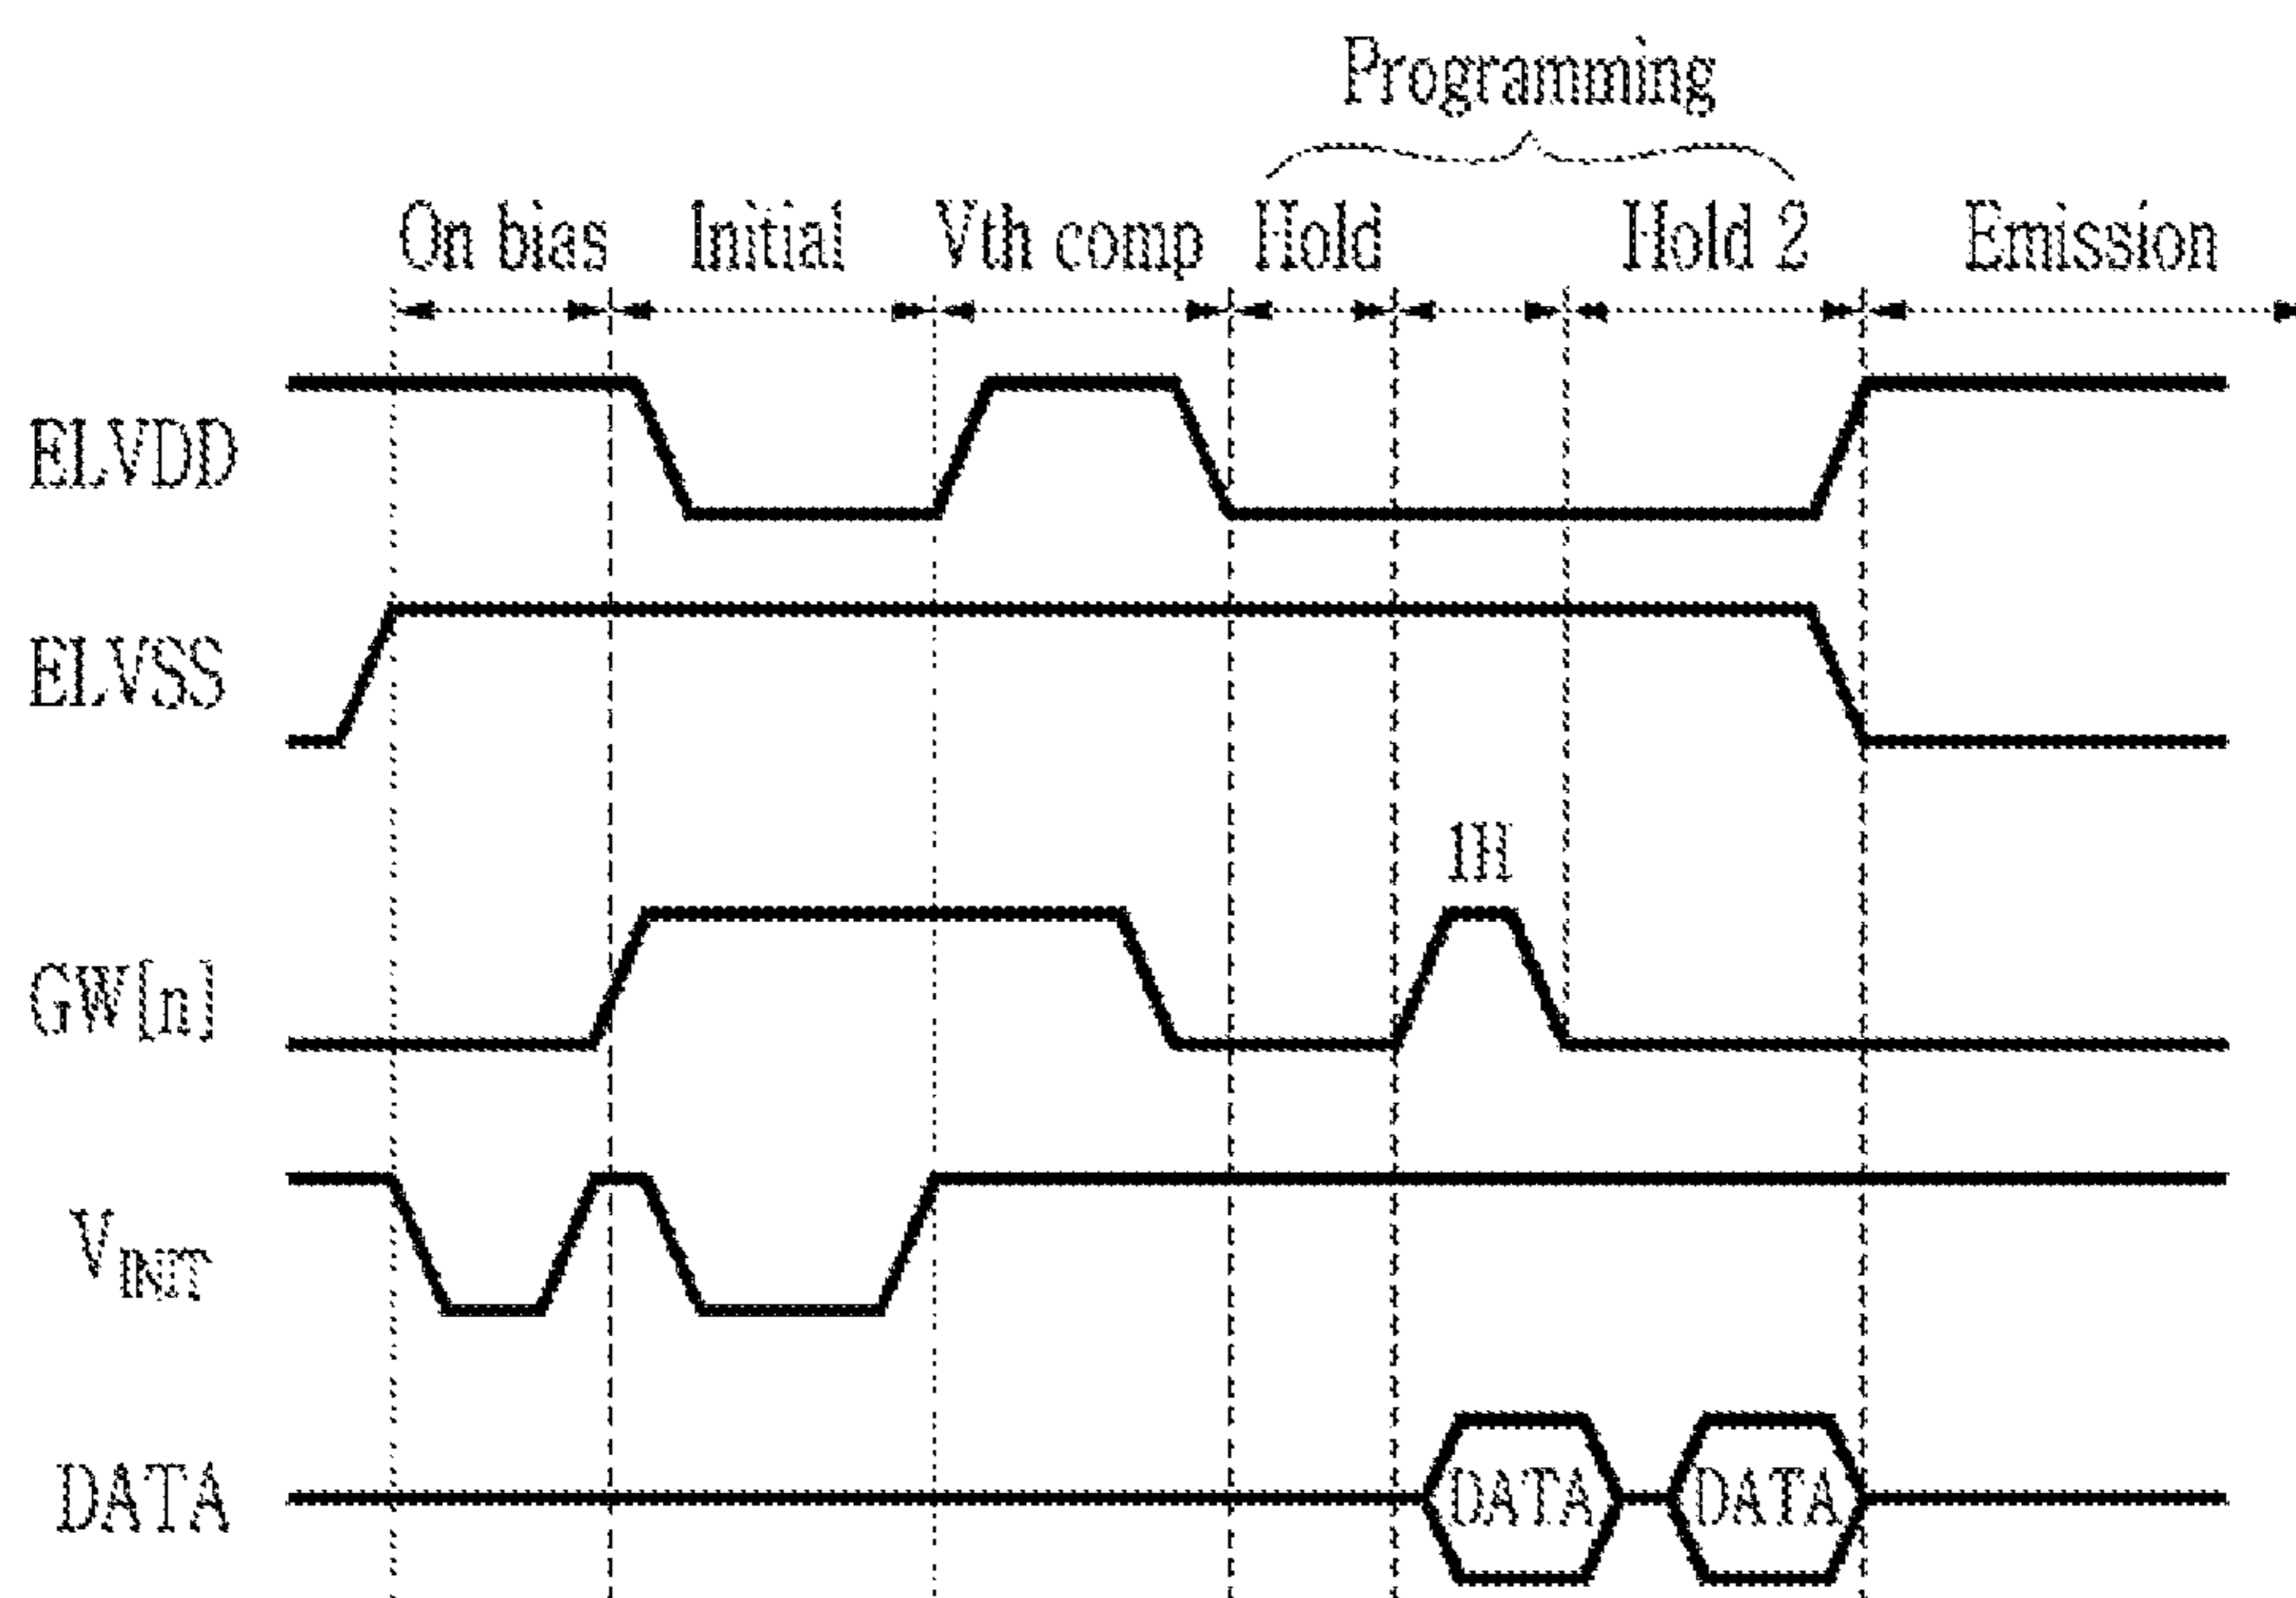 Programming
On bias Initial Vth comp Hold Hold 2 Emission
ELVDD
ELVSS
1H
GW[n]
VINIT
DATA DATA DATA